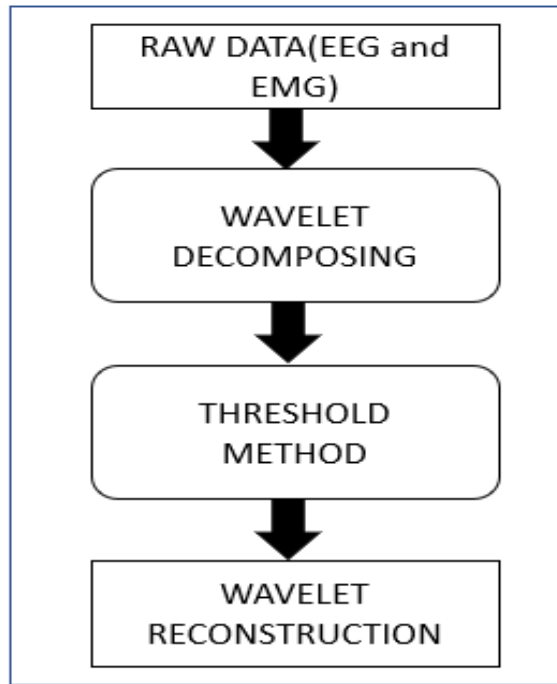 RAW DATA(EEG and
EMG)
WAVELET
DECOMPOSING
THRESHOLD
METHOD
WAVELET
RECONSTRUCTION